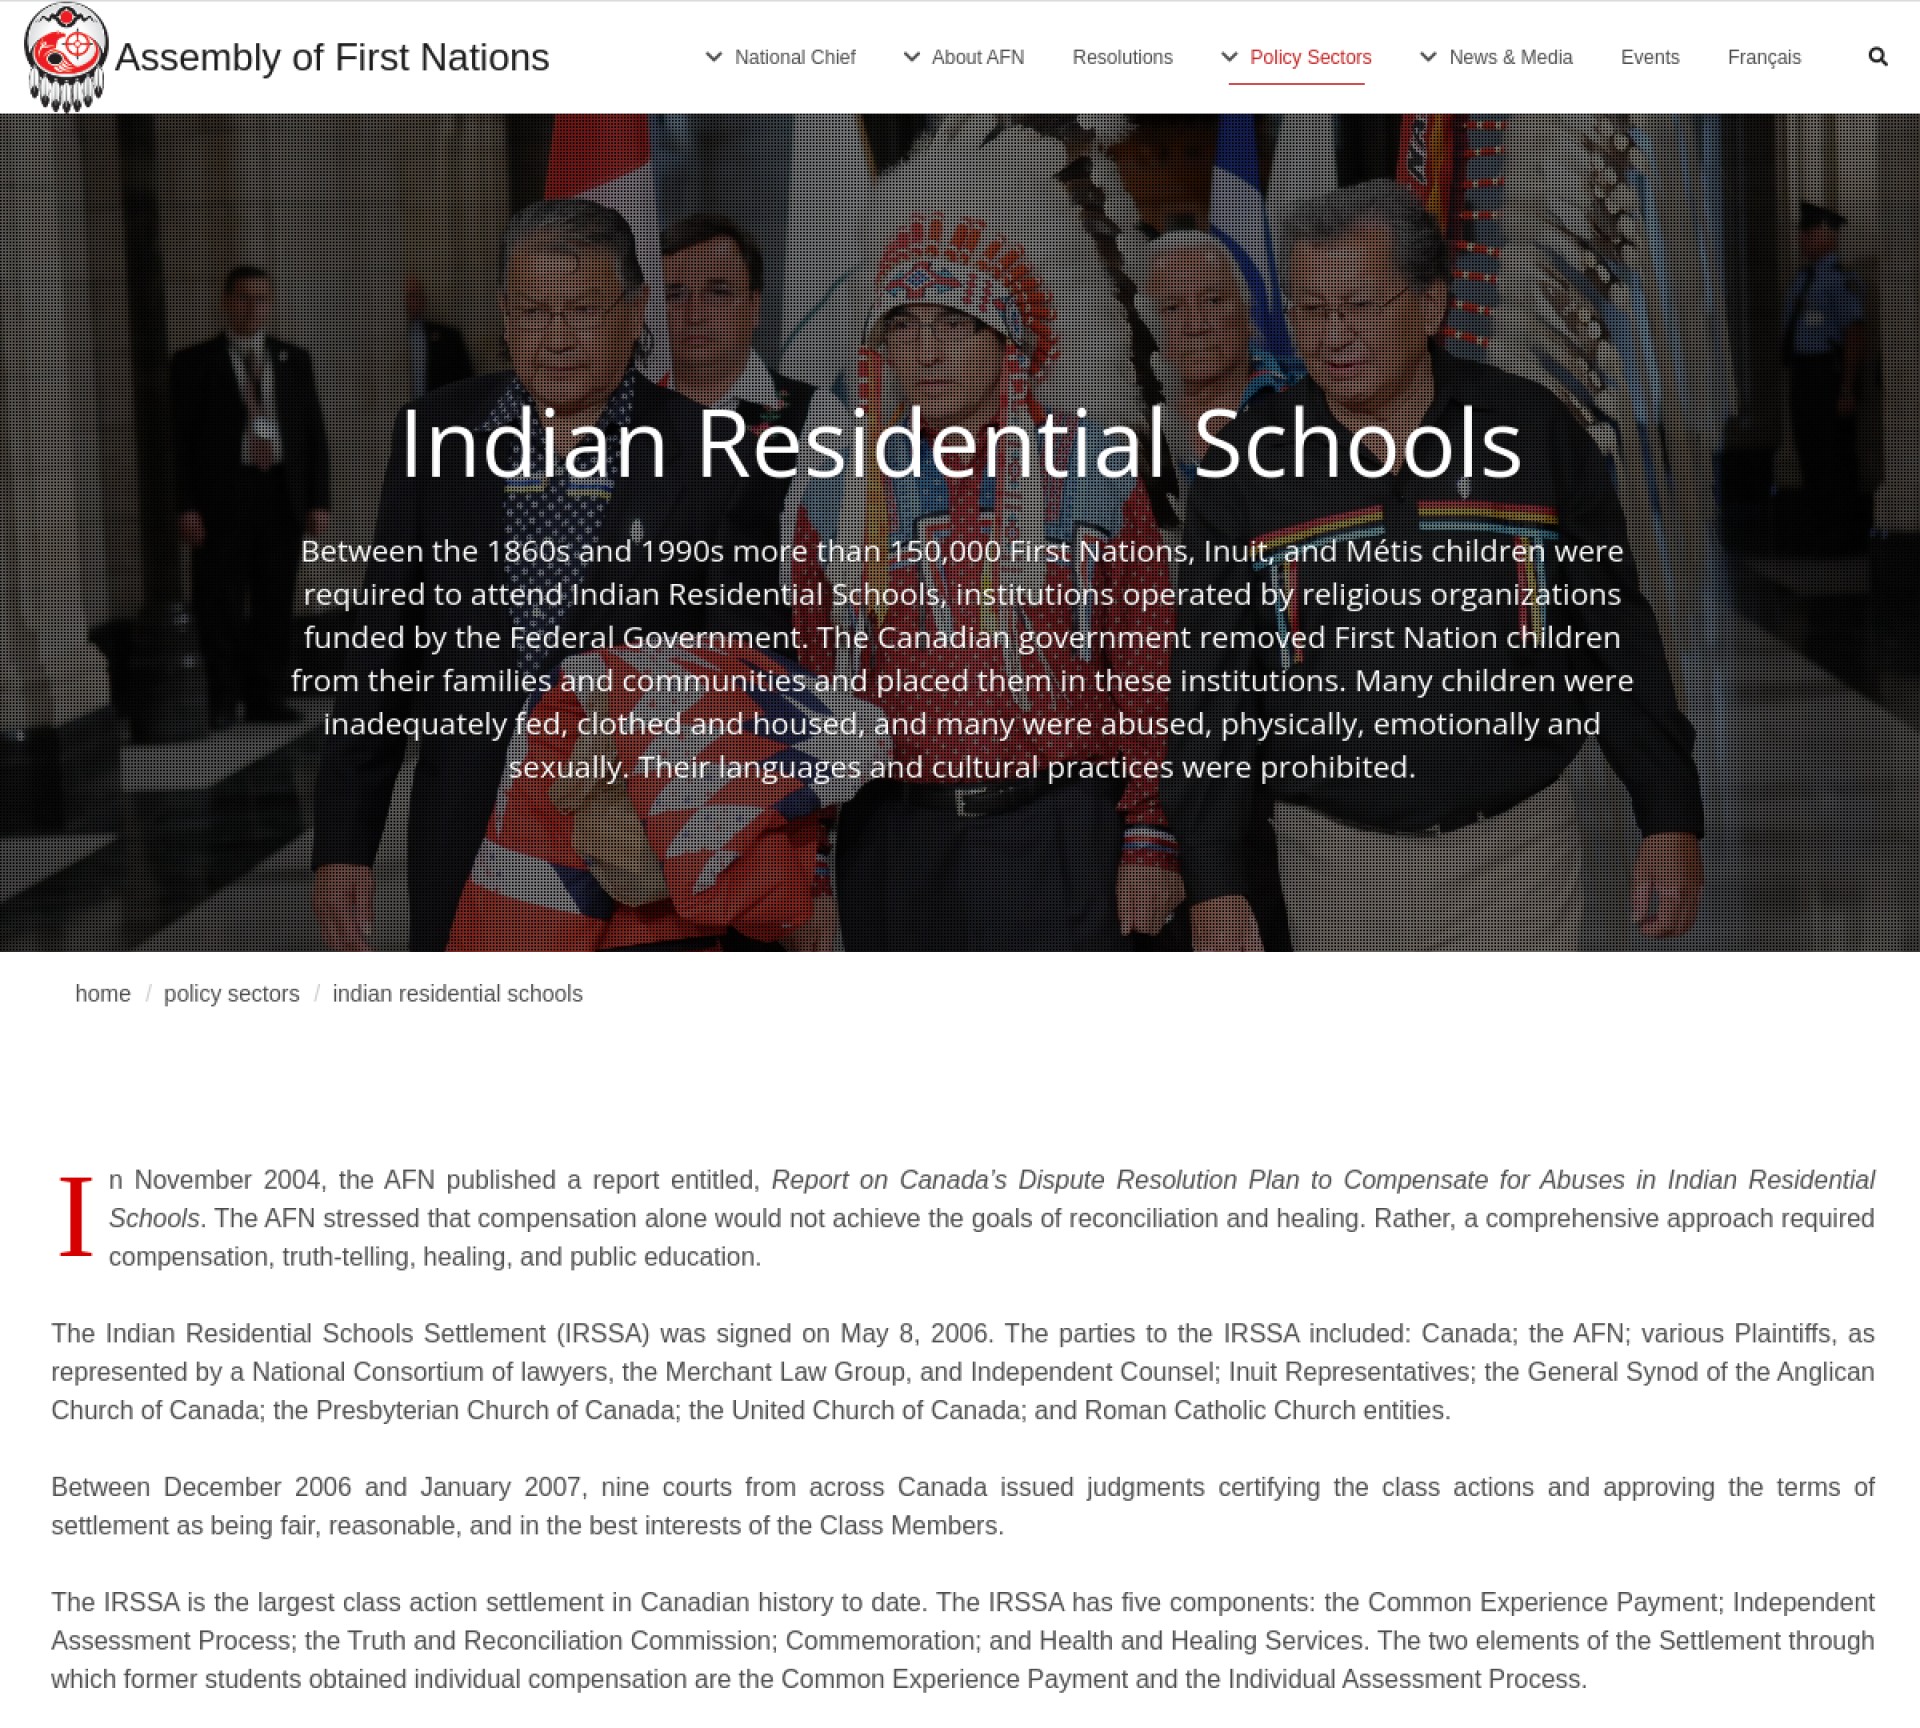 Assembly of First Nations
National Chief
About AFN
Resolutions
Policy Sectors
News & Media
Events
Français
Indian Residential Schools
Between the 1860s and 1990s more than 150,000 First Nations, Inuit, and Métis children were
required to attend Indian Residential Schools, institutions operated by religious organizations
funded by the Federal Government. The Canadian government removed First Nation children
from their families and communities and placed them in these institutions. Many children were
inadequately fed, clothed and housed, and many were abused, physically, emotionally and
sexually. Their languages and cultural practices were prohibited.
home / policy sectors / indian residential schools
In November 2004, the AFN published a report entitled, Report on Canada’s Dispute Resolution Plan to Compensate for Abuses in Indian Residential
Schools. The AFN stressed that compensation alone would not achieve the goals of reconciliation and healing. Rather, a comprehensive approach required
compensation, truth-telling, healing, and public education.
The Indian Residential Schools Settlement (IRSSA) was signed on May 8, 2006. The parties to the IRSSA included: Canada; the AFN; various Plaintiffs, as
represented by a National Consortium of lawyers, the Merchant Law Group, and Independent Counsel; Inuit Representatives; the General Synod of the Anglican
Church of Canada; the Presbyterian Church of Canada; the United Church of Canada; and Roman Catholic Church entities.
Between December 2006 and January 2007, nine courts from across Canada issued judgments certifying the class actions and approving the terms of
settlement as being fair, reasonable, and in the best interests of the Class Members.
The IRSSA is the largest class action settlement in Canadian history to date. The IRSSA has five components: the Common Experience Payment; Independent
Assessment Process; the Truth and Reconciliation Commission; Commemoration; and Health and Healing Services. The two elements of the Settlement through
which former students obtained individual compensation are the Common Experience Payment and the Individual Assessment Process.